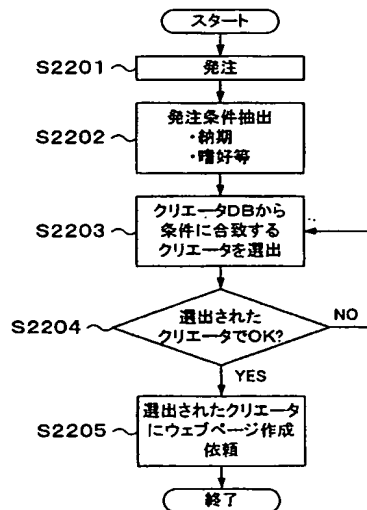 スタート
S2201
発注
S2202
発注条件抽出
・納期
・嗜好等
S2203
クリエータDBから
条件に合致する
クリエータを選出
S2204
選出された
クリエータでOK?
NO
YES
S2205
選出されたクリエータ
にウェブページ作成
依頼
終了